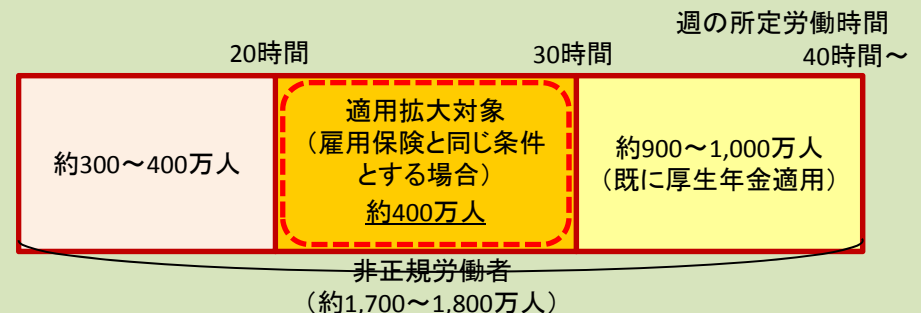 週の所定労働時間
20時間
30時間
40時間～
約300～400万人
適用拡大対象
（雇用保険と同じ条件
とする場合）
約400万人
約900～1,000万人
（既に厚生年金適用）
非正規労働者
（約1,700～1,800万人）